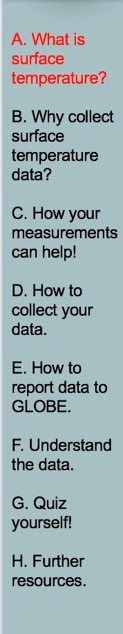 A. What is
surface
temperature?
B. Why collect
surface
temperature
data?
C. How your
measurements
can help!
D. How to
collect your
data.
E. How to
report data to
GLOBE.
F. Understand
the data.
G. Quiz
yourself!
H. Further
resources.